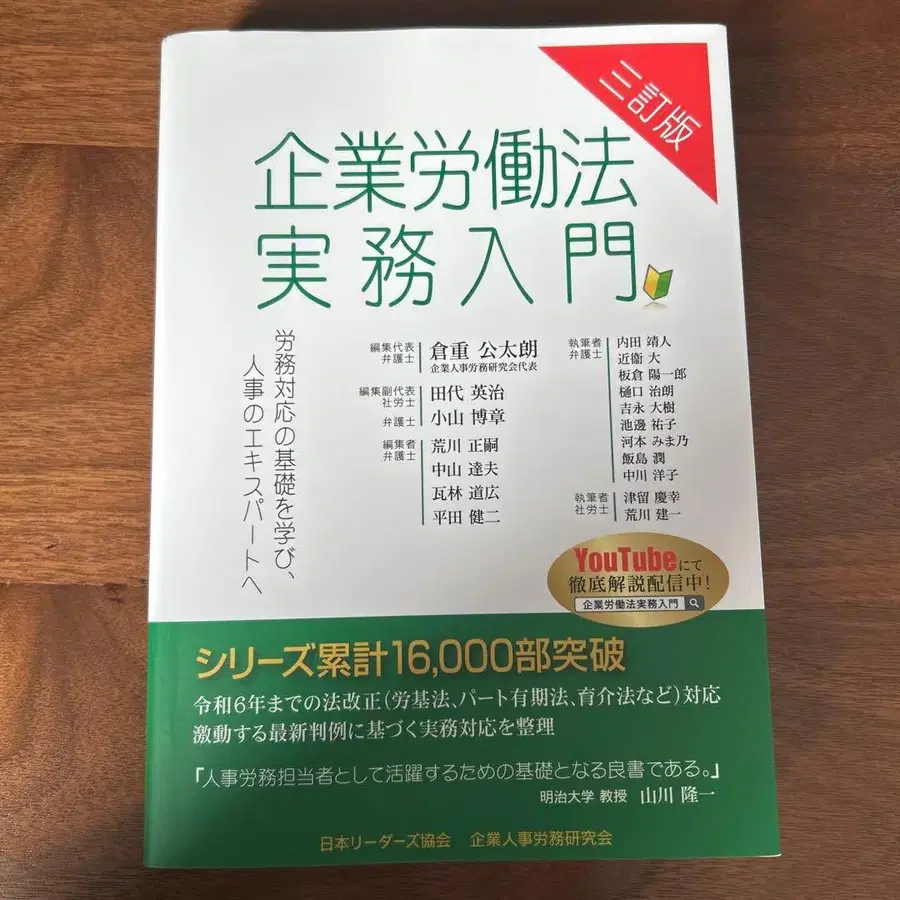 三訂版
企業労働法
実務入門
労務対応の基礎を学び、
人事のエキスパートへ
編集代表
弁護士
倉重 公太朗
企業人事労務研究会代表
編集副代表
社労士
田代 英治
弁護士
小山 博章
編集者
弁護士
荒川 正嗣
中山 達夫
瓦林 道広
平田 健二
執筆者
弁護士
内田 靖人
近衞 大
板倉 陽一郎
樋口 治朗
吉永 大樹
池邊 祐子
河本 みま乃
飯島 潤
中川 洋子
執筆者
社労士
津留 慶幸
荒川 建一
YouTubeにて
徹底解説配信中!
企業労働法実務入門
シリーズ累計16,000部突破
令和6年までの法改正(労基法、パート有期法、育介法など)対応
激動する最新判例に基づく実務対応を整理
「人事労務担当者として活躍するための基礎となる良書である。」
明治大学 教授 山川 隆一
日本リーダーズ協会 企業人事労務研究会